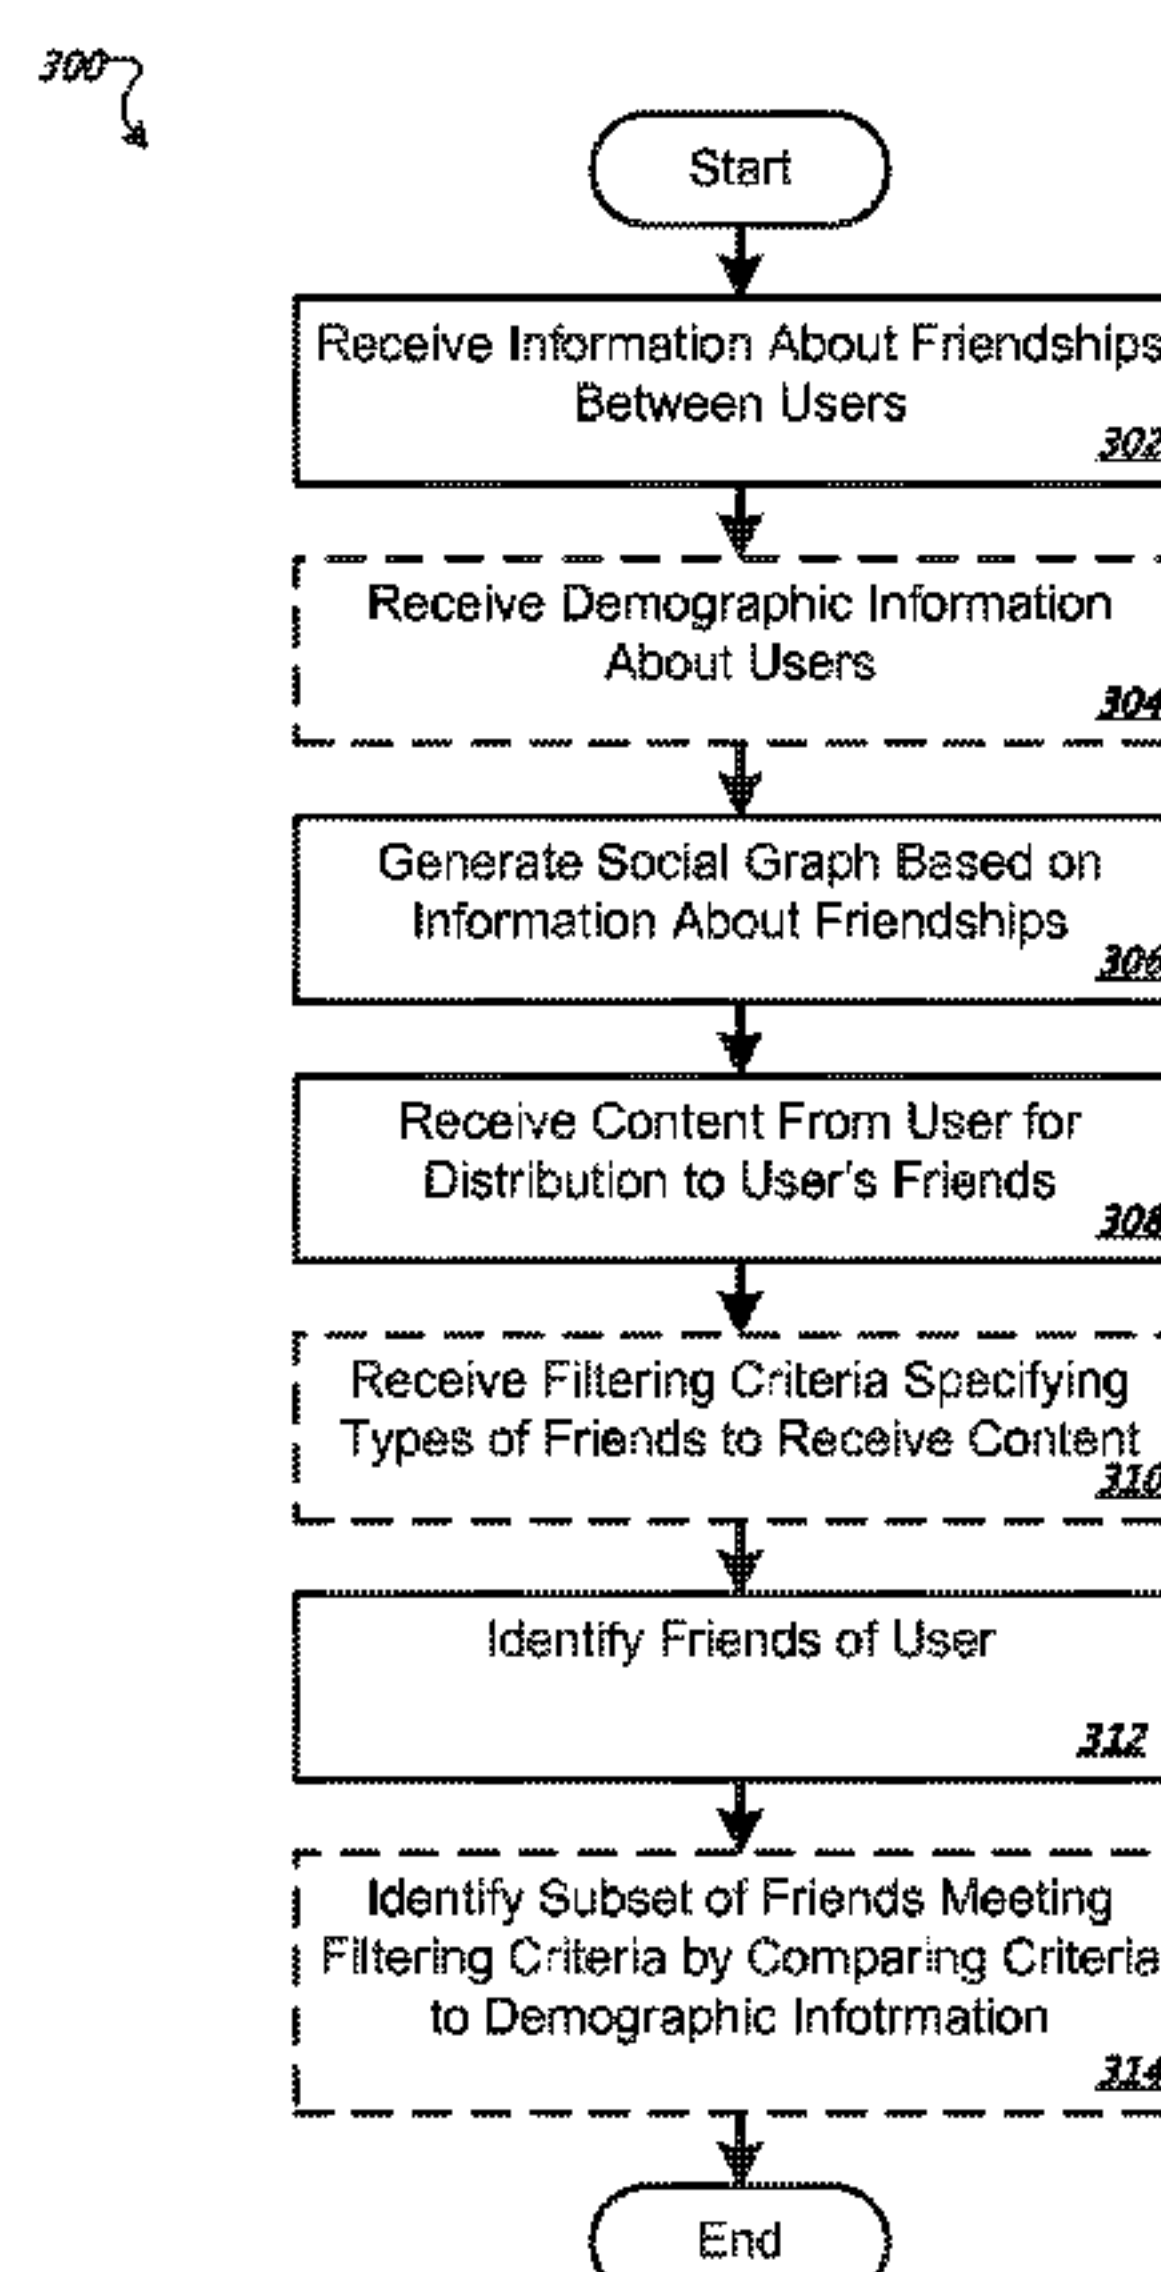 300
Start
Receive Information About Friendships
Between Users
302
Receive Demographic Information
About Users
304
Generate Social Graph Based on
Information About Friendships
306
Receive Content From User for
Distribution to User's Friends
308
Receive Filtering Criteria Specifying
Types of Friends to Receive Content
310
Identify Friends of User
312
Identify Subset of Friends Meeting
Filtering Criteria by Comparing Criteria
to Demographic Infotrmation
314
End